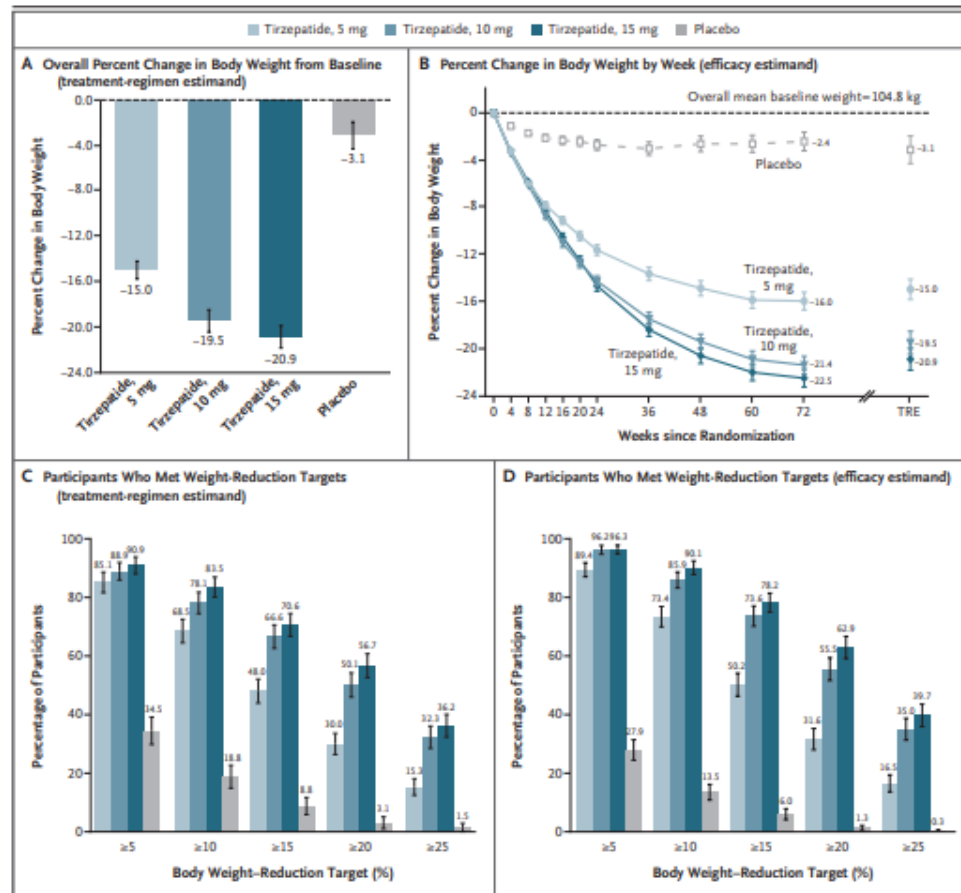 Tirzepatide, 5 mg Tirzepatide, 10 mg Tirzepatide, 15 mg Placebo
A Overall Percent Change in Body Weight from Baseline
(treatment-regimen estimand)
Percent Change in Body Weight
0.0
−4.0
−8.0
−12.0
−16.0
−20.0
−24.0
−15.0
−19.5
−20.9
−3.1
Tirzepatide,
5 mg
Tirzepatide,
10 mg
Tirzepatide,
15 mg
Placebo
B Percent Change in Body Weight by Week (efficacy estimand)
Overall mean baseline weight=104.8 kg
Percent Change in Body Weight
0
−4
−8
−12
−16
−20
−24
−2.4
−3.1
Placebo
Tirzepatide,
5 mg
−16.0
−15.0
Tirzepatide,
10 mg
−21.4
−19.5
Tirzepatide,
15 mg
−22.5
−20.9
0 4 8 12 16 20 24 36 48 60 72 TRE
Weeks since Randomization
C Participants Who Met Weight-Reduction Targets
(treatment-regimen estimand)
Percentage of Participants
100
80
60
40
20
0
85.1 88.9 90.9 34.5
68.5 78.1 83.5 18.8
48.0 66.6 70.6 8.8
30.0 50.1 56.7 3.1
15.3 32.3 36.2 1.5
≥5 ≥10 ≥15 ≥20 ≥25
Body Weight–Reduction Target (%)
D Participants Who Met Weight-Reduction Targets (efficacy estimand)
Percentage of Participants
100
80
60
40
20
0
89.4 96.2 96.3 27.9
73.4 85.9 90.1 13.5
50.2 73.6 78.2 6.0
31.6 55.5 62.9 1.3
16.5 35.0 39.7 0.3
≥5 ≥10 ≥15 ≥20 ≥25
Body Weight–Reduction Target (%)